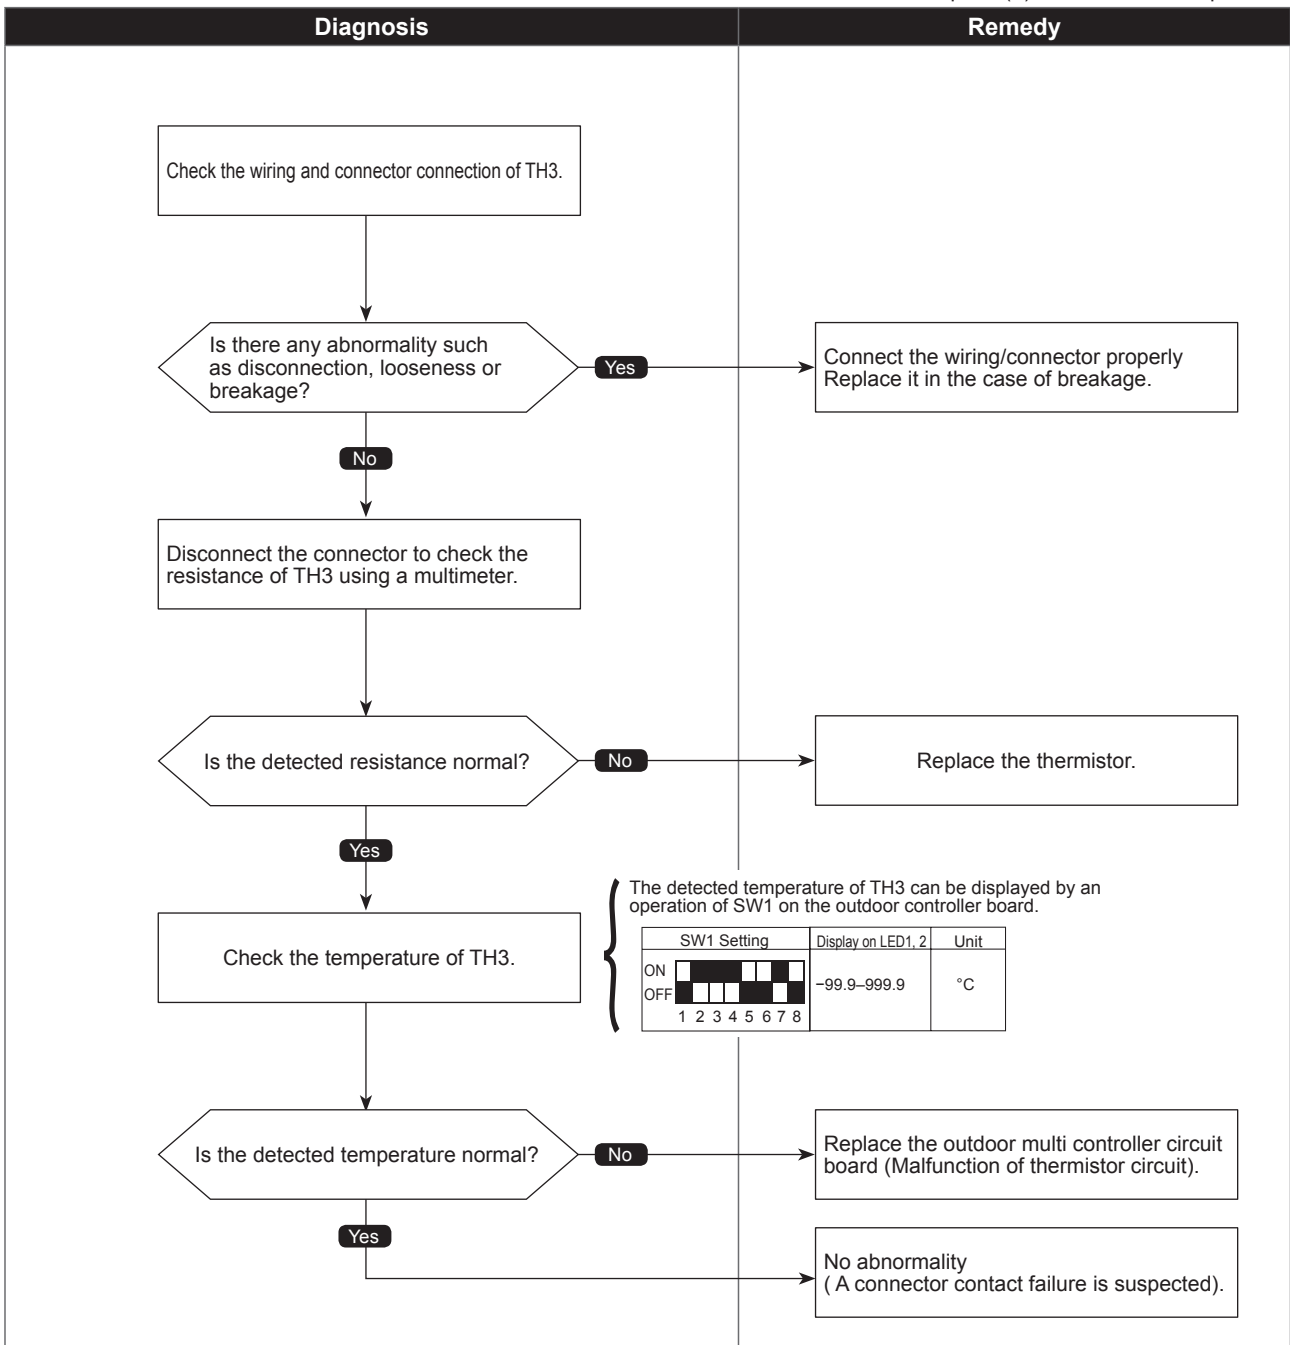 Diagnosis
Remedy
Check the wiring and connector connection of TH3.
Is there any abnormality such
as disconnection, looseness or
breakage?
Yes
Connect the wiring/connector properly
Replace it in the case of breakage.
No
Disconnect the connector to check the
resistance of TH3 using a multimeter.
Is the detected resistance normal?
No
Replace the thermistor.
Yes
The detected temperature of TH3 can be displayed by an
operation of SW1 on the outdoor controller board.
Check the temperature of TH3.
SW1 Setting
Display on LED1, 2
Unit
ON
OFF
1 2 3 4 5 6 7 8
−99.9–999.9
°C
Is the detected temperature normal?
No
Replace the outdoor multi controller circuit
board (Malfunction of thermistor circuit).
Yes
No abnormality
( A connector contact failure is suspected).